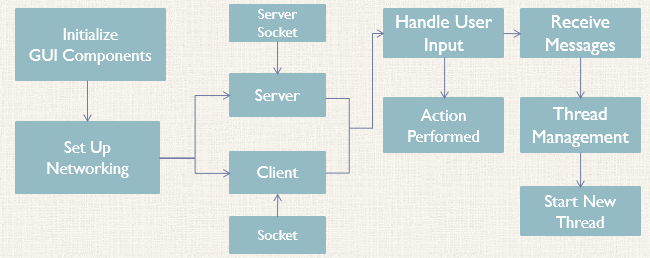 Initialize
GUI Components
Set Up
Networking
Server
Socket
Server
Client
Socket
Handle User
Input
Action
Performed
Receive
Messages
Thread
Management
Start New
Thread